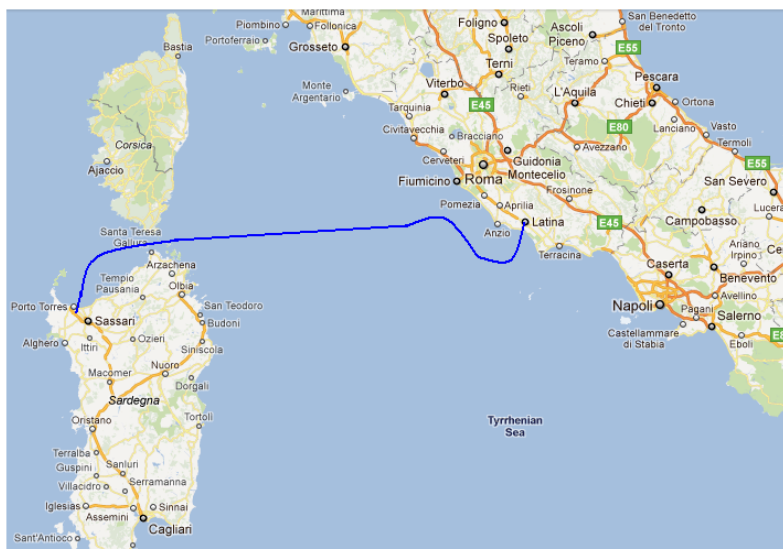 Marittima
Piombino
Follonica
Portoferraio
Grosseto
Foligno
Spoleto
Ascoli
Piceno
San Benedetto
del Tronto
E55
Bastia
Monte
Argentario
Terni
Teramo
Viterbo
Rieti
Pescara
Tarquinia
E45
L'Aquila
Chieti
Ortona
Corsica
Civitavecchia
Bracciano
E80
Lanciano
Vasto
Avezzano
Termoli
Ajaccio
Cerveteri
Guidonia
Montecelio
Roma
E55
Fiumicino
Frosinone
San Severo
Pomezia
Aprilia
Lucera
Santa Teresa
Gallura
Anzio
Latina
E45
Campobasso
Arzachena
Terracina
Ariano
Irpino
Ce
Tempio
Pausania
Olbia
Caserta
Benevento
Porto Torres
San Teodoro
Napoli
Avellino
Sassari
Budoni
Pagani
Salerno
Alghero
Ittiri
Ozieri
Siniscola
Castellammare
di Stabia
Eboli
E8
Macomer
Nuoro
Dorgali
Sardegna
Oristano
Tortolì
Tyrrhenian
Sea
Terralba
Guspini
Sanluri
Villacidro
Serramanna
Iglesias
Sinnai
Assemini
Cagliari
Sant'Antioco